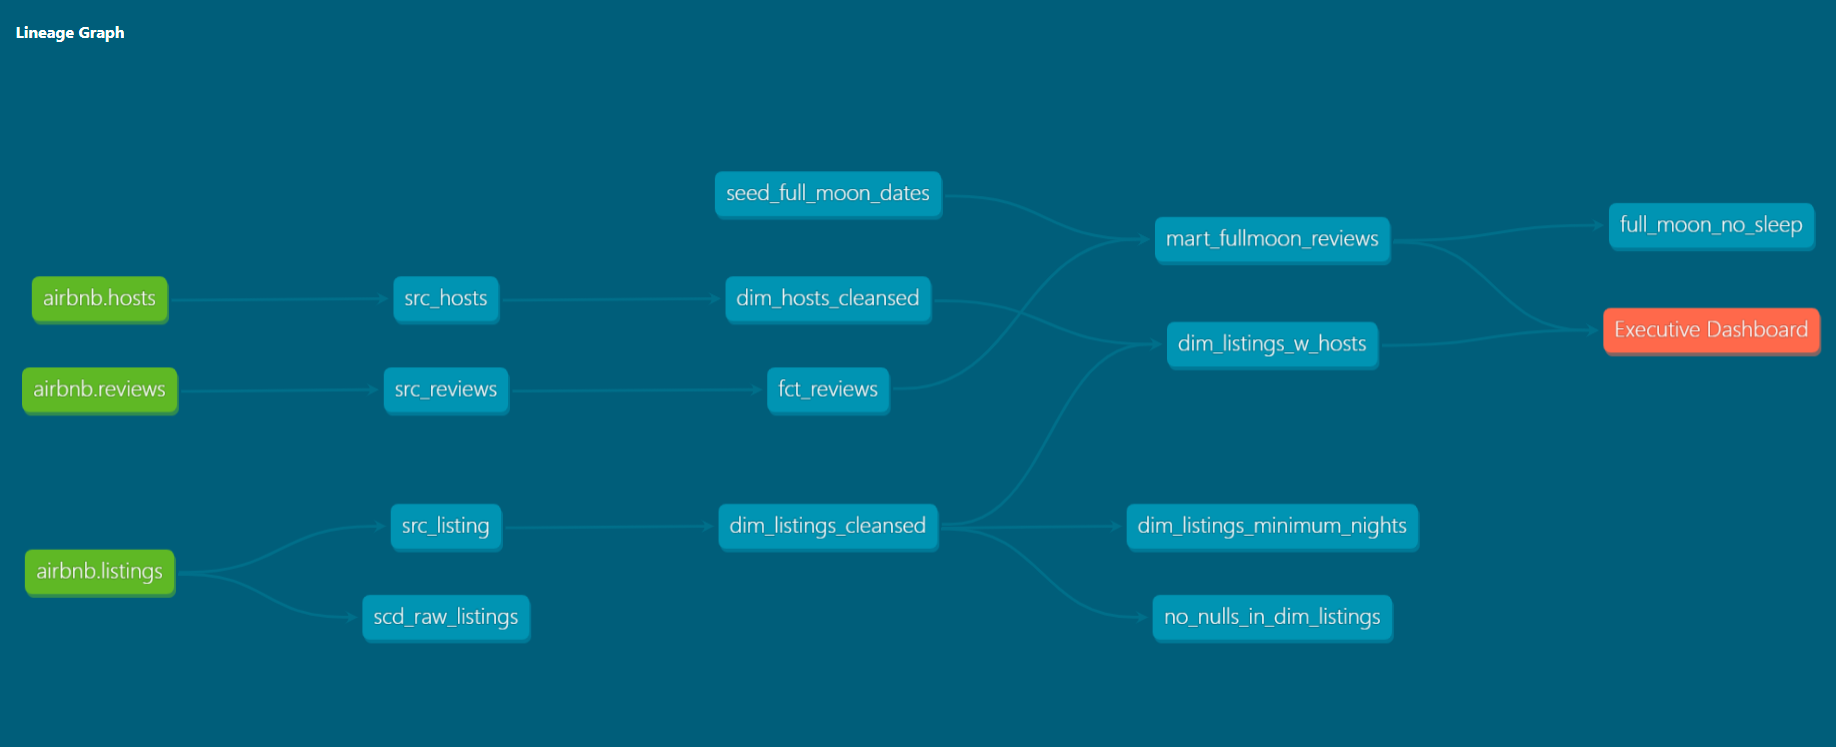 Lineage Graph
seed_full_moon_dates
full_moon_no_sleep
mart_fullmoon_reviews
airbnb.hosts
src_hosts
dim_hosts_cleansed
Executive Dashboard
dim_listings_w_hosts
airbnb.reviews
src_reviews
fct_reviews
src_listing
dim_listings_cleansed
dim_listings_minimum_nights
airbnb.listings
scd_raw_listings
no_nulls_in_dim_listings